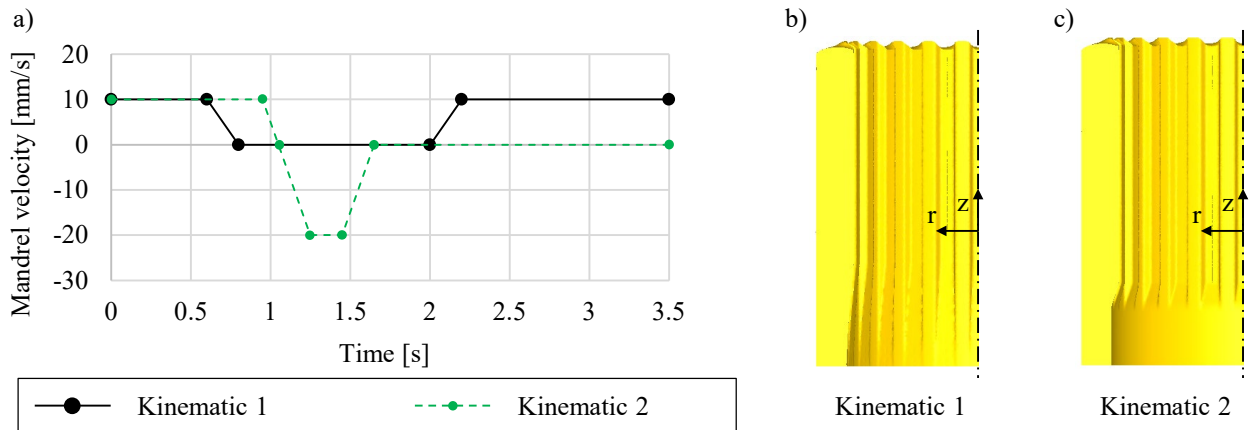 a)
b)
c)
Mandrel velocity [mm/s]
20
10
0
-10
-20
-30
0 0.5 1 1.5 2 2.5 3 3.5
Time [s]
Kinematic 1 Kinematic 2
r z
Kinematic 1
r z
Kinematic 2